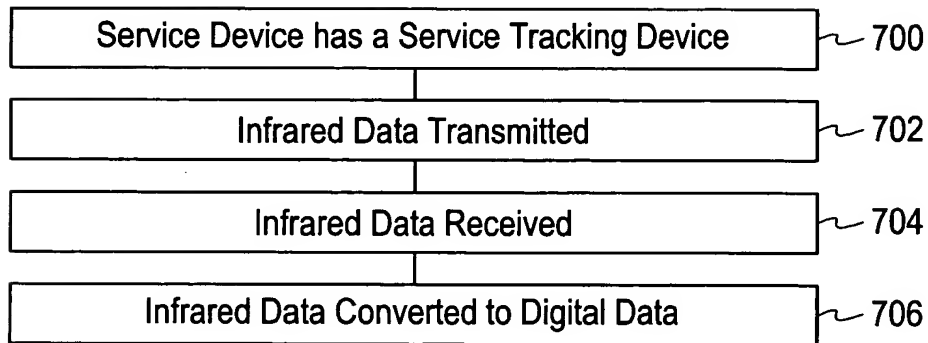 Service Device has a Service Tracking Device 700
Infrared Data Transmitted 702
Infrared Data Received 704
Infrared Data Converted to Digital Data 706